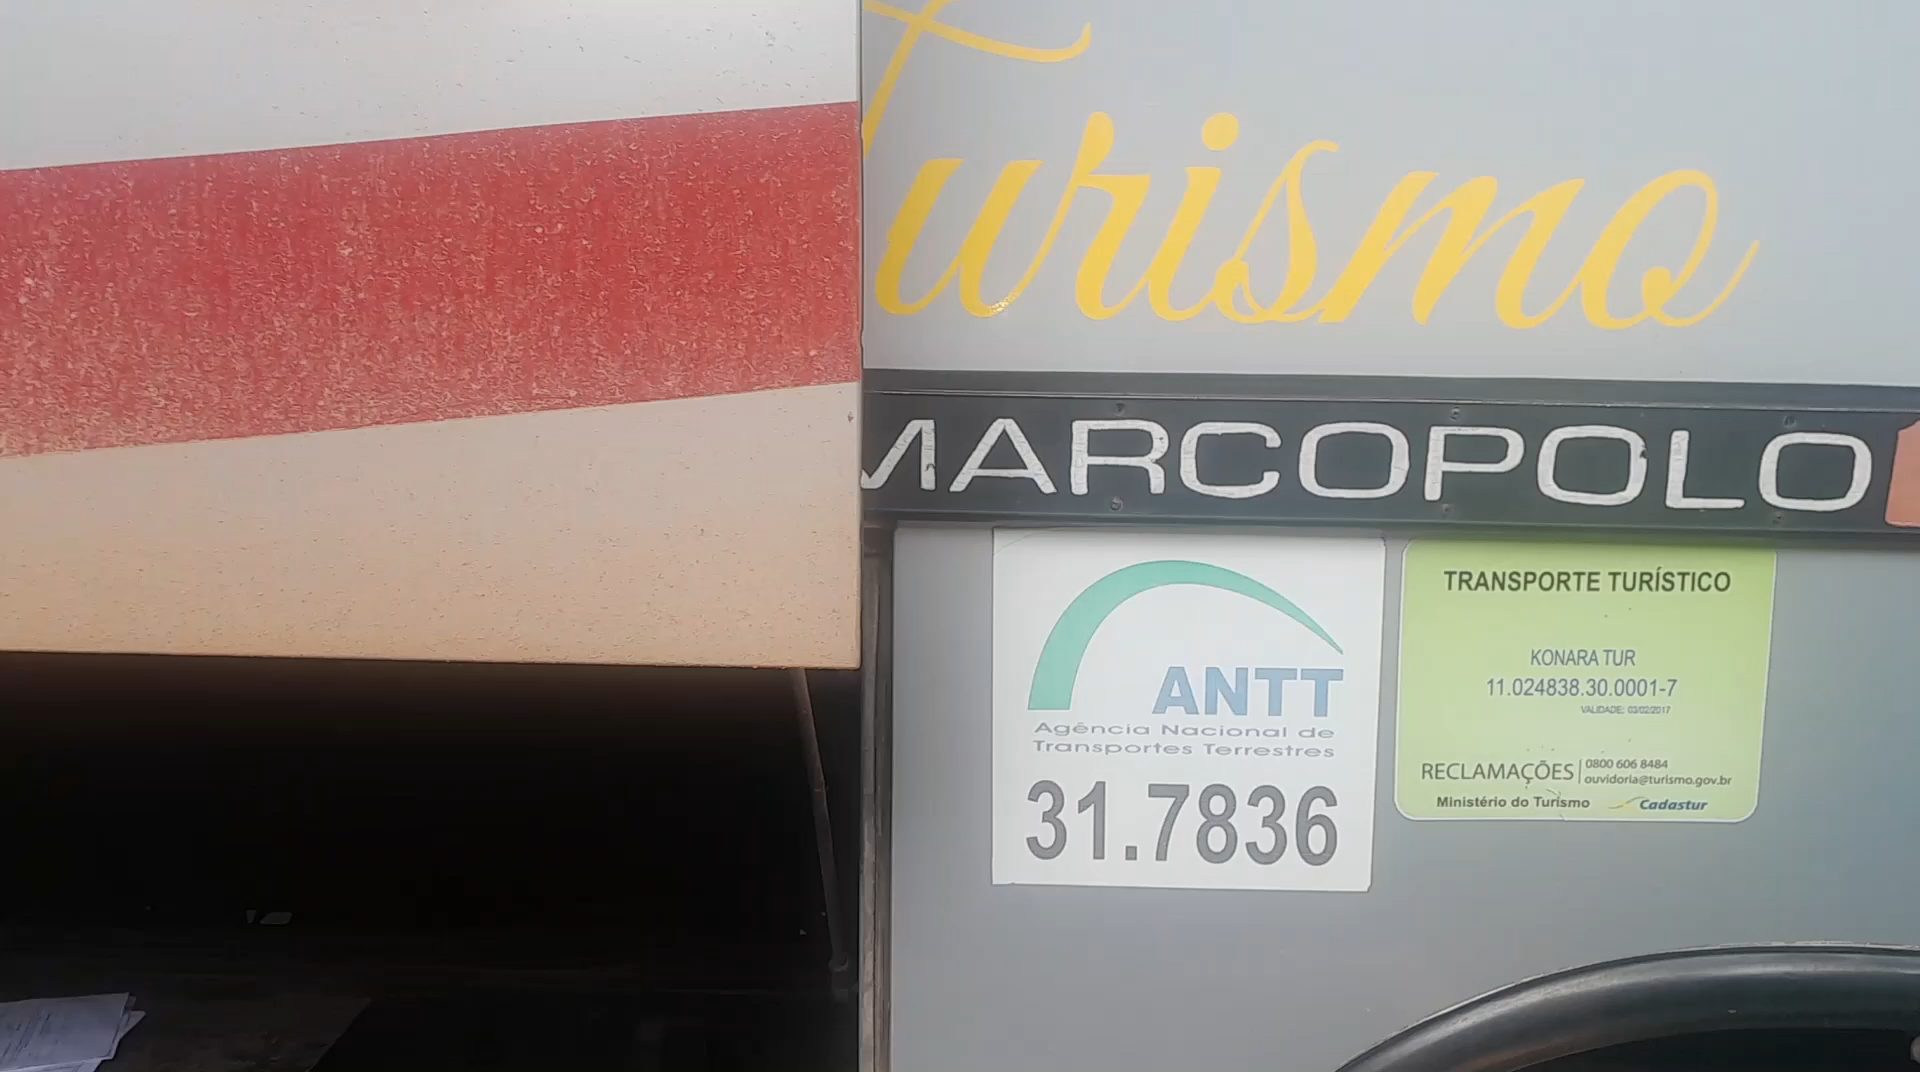 Turismo
MARCOPOLO
ANTT
Agência Nacional de
Transportes Terrestres
31.7836
TRANSPORTE TURÍSTICO
KONARA TUR
11.024838.30.0001-7
VALIDADE: 03/02/2017
RECLAMAÇÕES
0800 606 8484
ouvidoria@turismo.gov.br
Ministério do Turismo
Cadastur